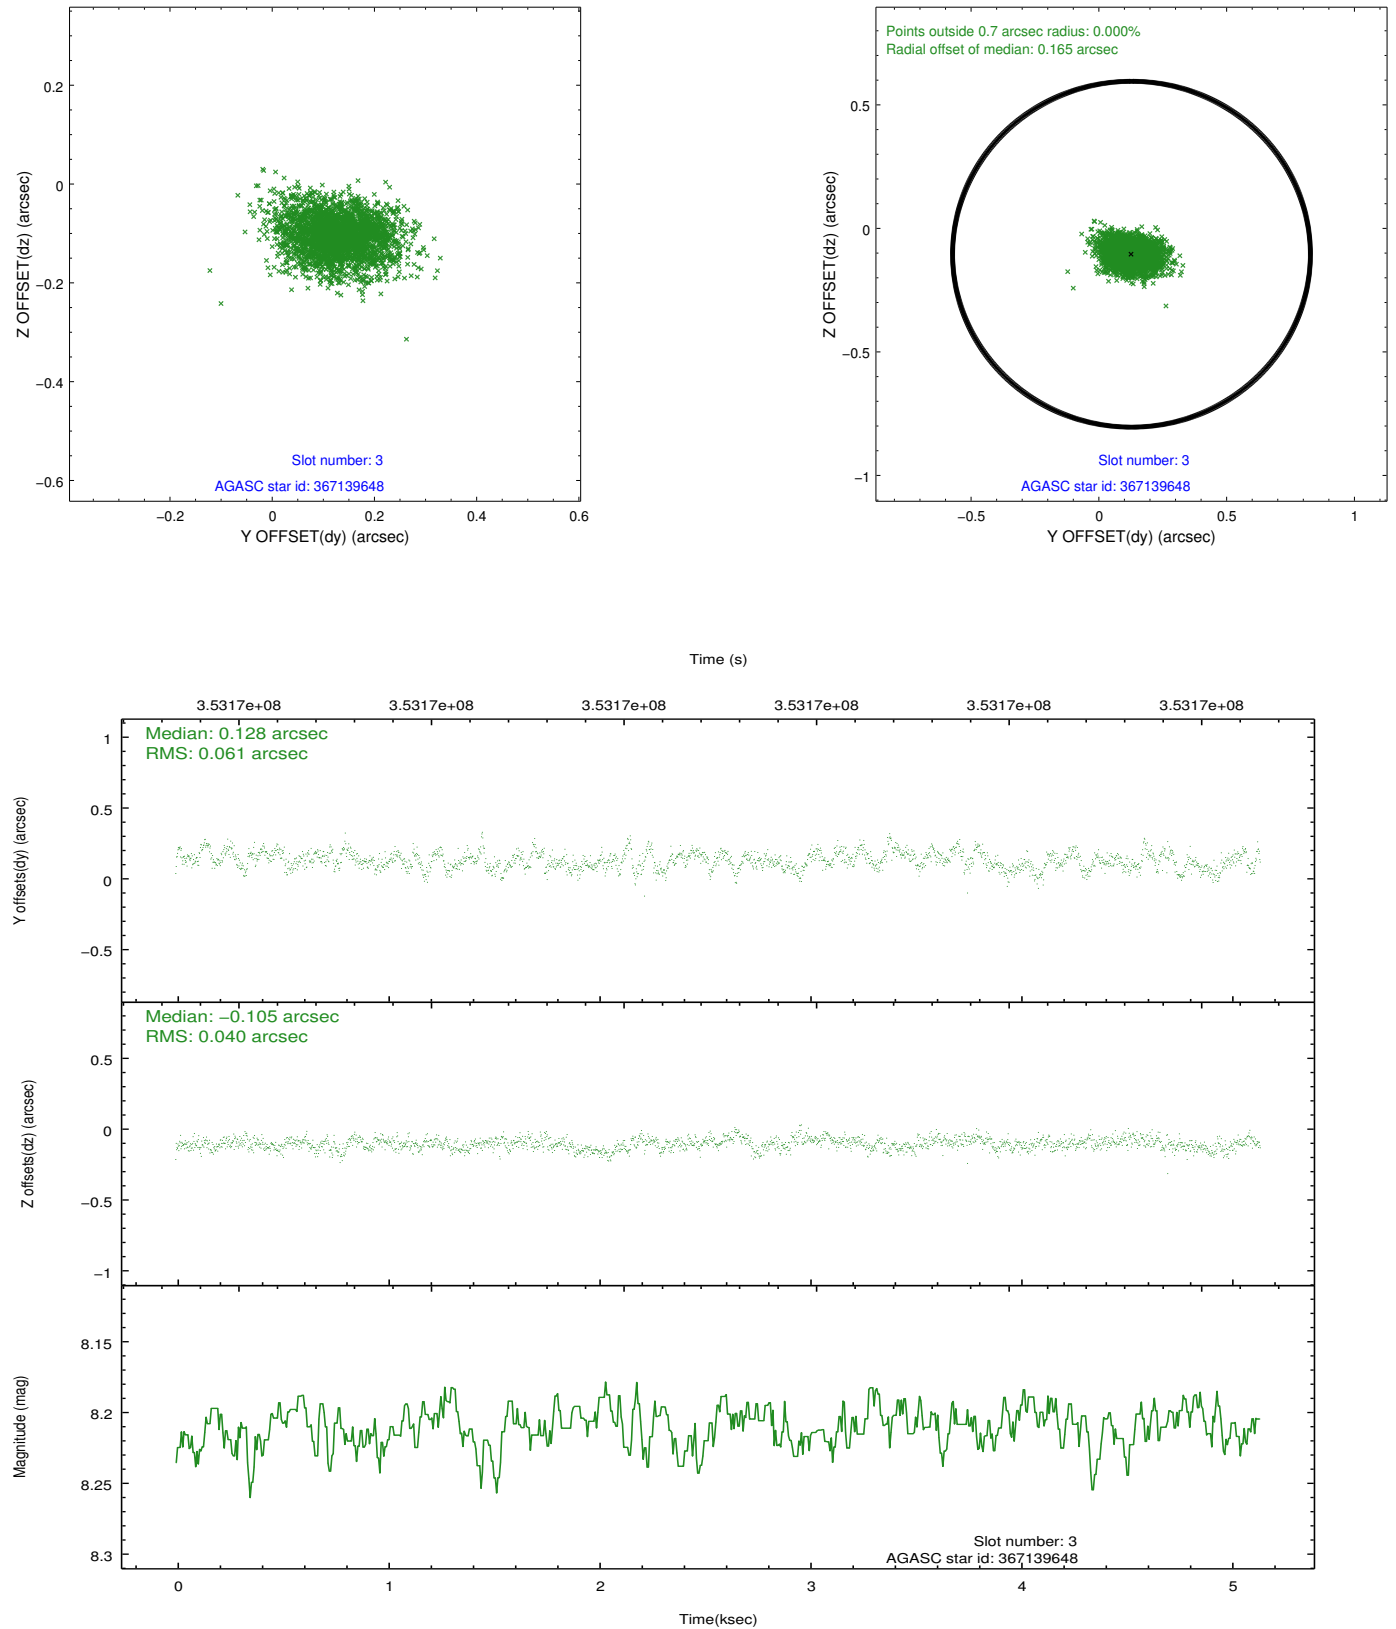 0.2
0
−0.2
−0.4
−0.6
Z OFFSET(dz) (arcsec)
Slot number: 3
AGASC star id: 367139648
−0.2 0 0.2 0.4 0.6
Y OFFSET(dy) (arcsec)
Points outside 0.7 arcsec radius: 0.000%
Radial offset of median: 0.165 arcsec
0.5
0
−0.5
−1
Z OFFSET(dz) (arcsec)
Slot number: 3
AGASC star id: 367139648
−0.5 0 0.5 1
Y OFFSET(dy) (arcsec)
Time (s)
3.5317e+08 3.5317e+08 3.5317e+08 3.5317e+08 3.5317e+08 3.5317e+08
Median: 0.128 arcsec
RMS: 0.061 arcsec
1
0.5
0
−0.5
Y offsets(dy) (arcsec)
Median: −0.105 arcsec
RMS: 0.040 arcsec
0.5
0
−0.5
−1
Z offsets(dz) (arcsec)
8.15
8.2
8.25
8.3
Magnitude (mag)
Slot number: 3
AGASC star id: 367139648
0 1 2 3 4 5
Time(ksec)